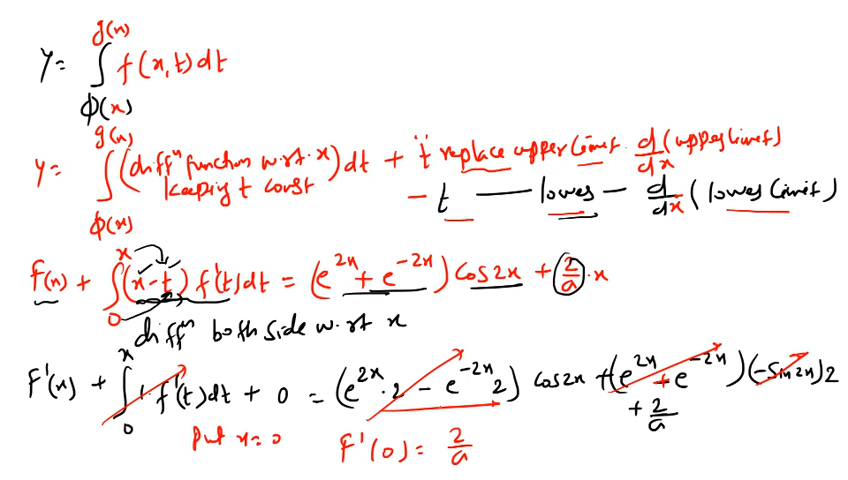 y = ∫_{ϕ(x)}^{g(x)} f(x, t) dt
y = ∫_{ϕ(x)}^{g(x)} (diffⁿ function w.r.t. x keeping t const) dt + "t replace upper limit. d/dx (upper limit)
- t —— lower — d/dx (lower limit)
f(x) + ∫_0^x (x-t) f'(t) dt = (e^{2x} + e^{-2x}) cos 2x + (2/a)·x
diffⁿ both side w.r.t x
F'(x) + ∫_0^x 1 f'(t) dt + 0 = (e^{2x}·2 - e^{-2x} 2) cos 2x + (e^{2x} + e^{-2x}) (-sin 2x) 2
+ 2/a
Put x = 0 F'(0) = 2/a